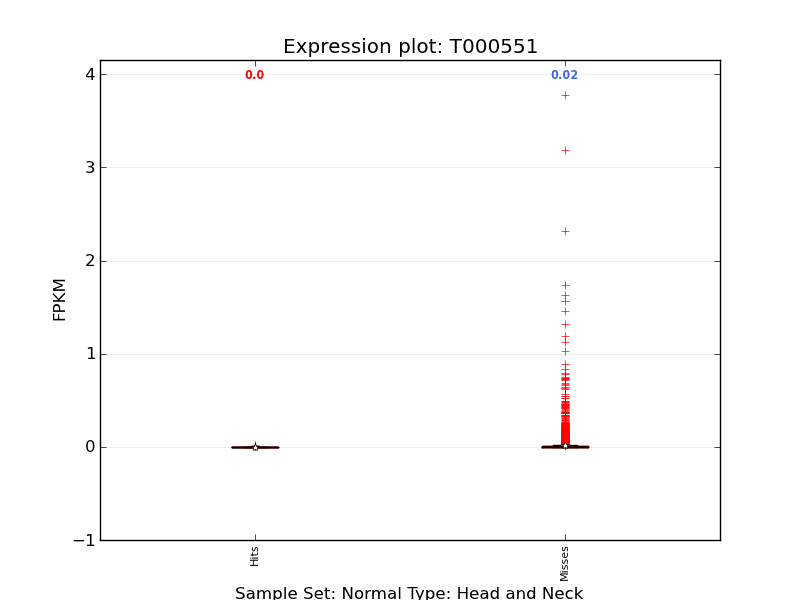 Expression plot: T000551
0.0
0.02
4
3
2
1
0
−1
FPKM
Hits
Misses
Sample Set: Normal Type: Head and Neck